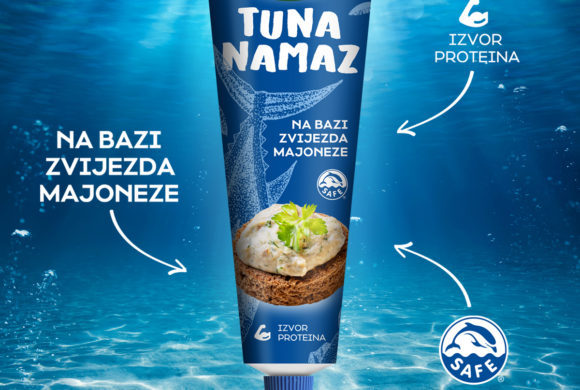 TUNA
NAMAZ
NA BAZI
ZVIJEZDA
MAJONEZE
SAFE
IZVOR
PROTEINA
NA BAZI
ZVIJEZDA
MAJONEZE
IZVOR
PROTEINA
SAFE